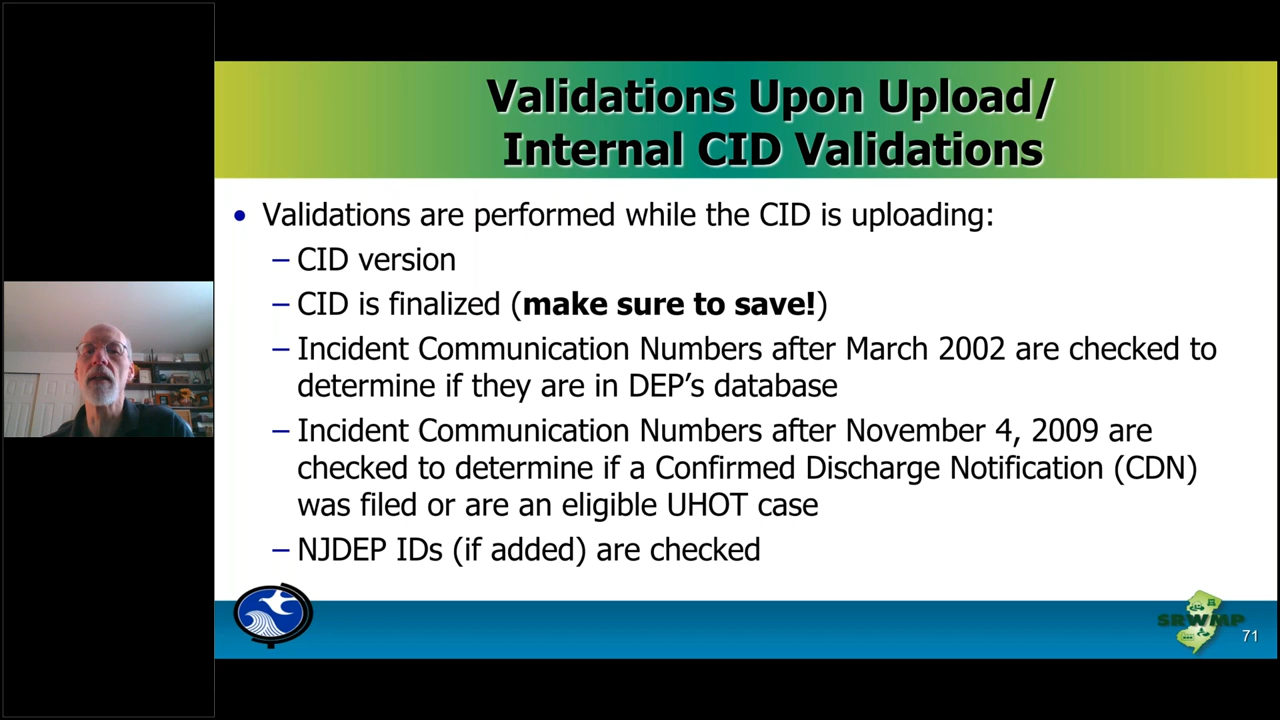 Validations Upon Upload/
Internal CID Validations
• Validations are performed while the CID is uploading:
– CID version
– CID is finalized (make sure to save!)
– Incident Communication Numbers after March 2002 are checked to
determine if they are in DEP’s database
– Incident Communication Numbers after November 4, 2009 are
checked to determine if a Confirmed Discharge Notification (CDN)
was filed or are an eligible UHOT case
– NJDEP IDs (if added) are checked
SRWMP
71